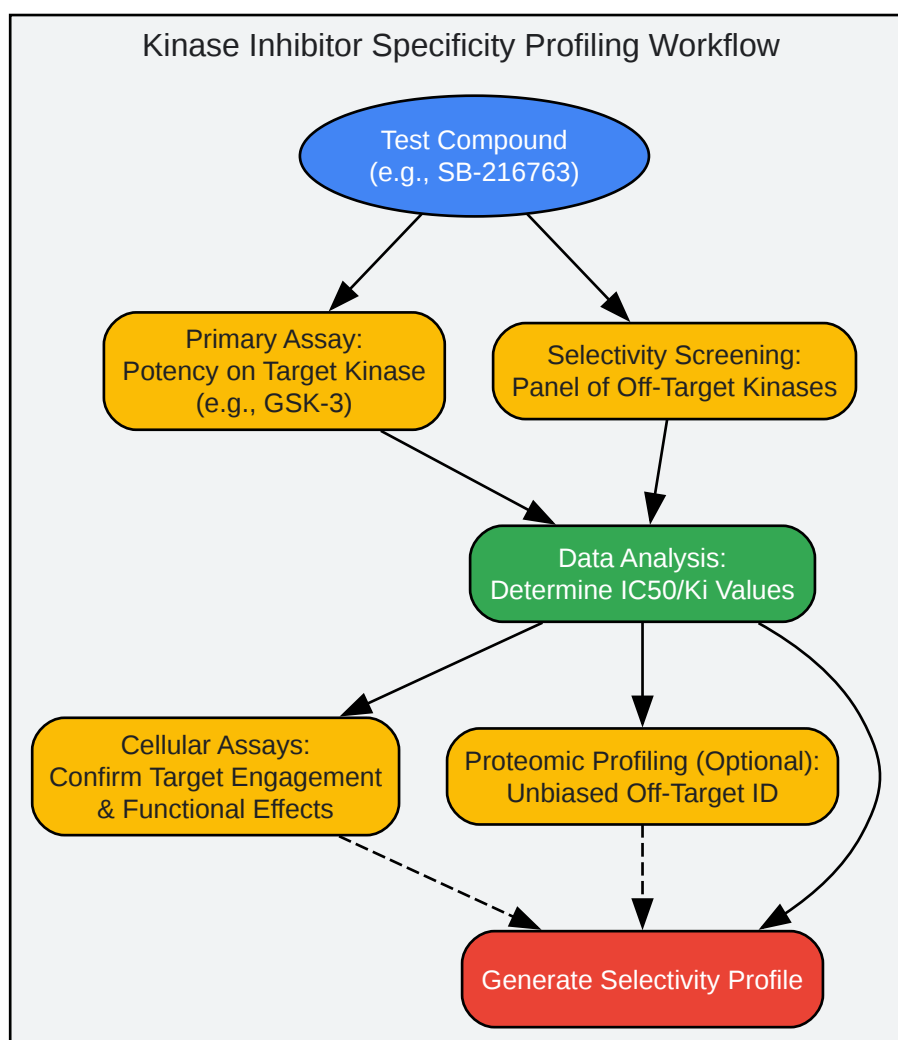 Kinase Inhibitor Specificity Profiling Workflow
Test Compound
(e.g., SB-216763)
Primary Assay:
Potency on Target Kinase
(e.g., GSK-3)
Selectivity Screening:
Panel of Off-Target Kinases
Data Analysis:
Determine IC50/Ki Values
Cellular Assays:
Confirm Target Engagement
& Functional Effects
Proteomic Profiling (Optional):
Unbiased Off-Target ID
Generate Selectivity Profile